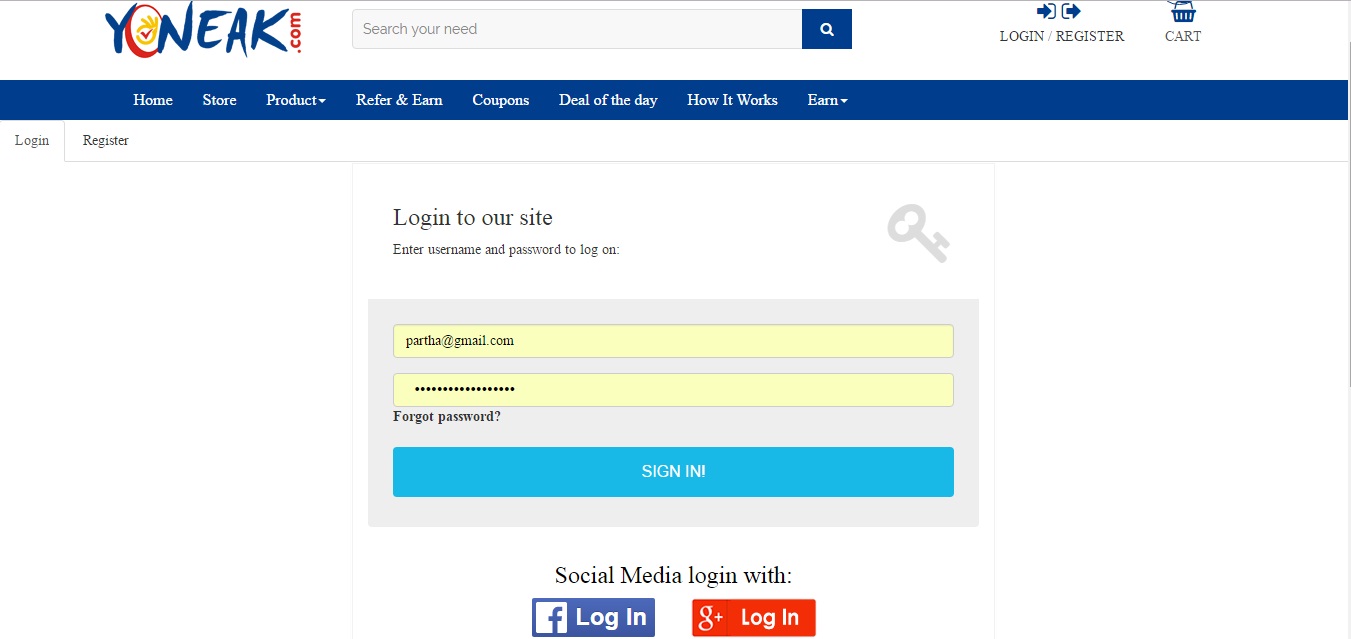 YONEAK.com
Search your need
LOGIN / REGISTER
CART
Home Store Product Refer & Earn Coupons Deal of the day How It Works Earn
Login Register
Login to our site
Enter username and password to log on:
partha@gmail.com
••••••••••••••••••
Forgot password?
SIGN IN!
Social Media login with:
f Log In g+ Log In